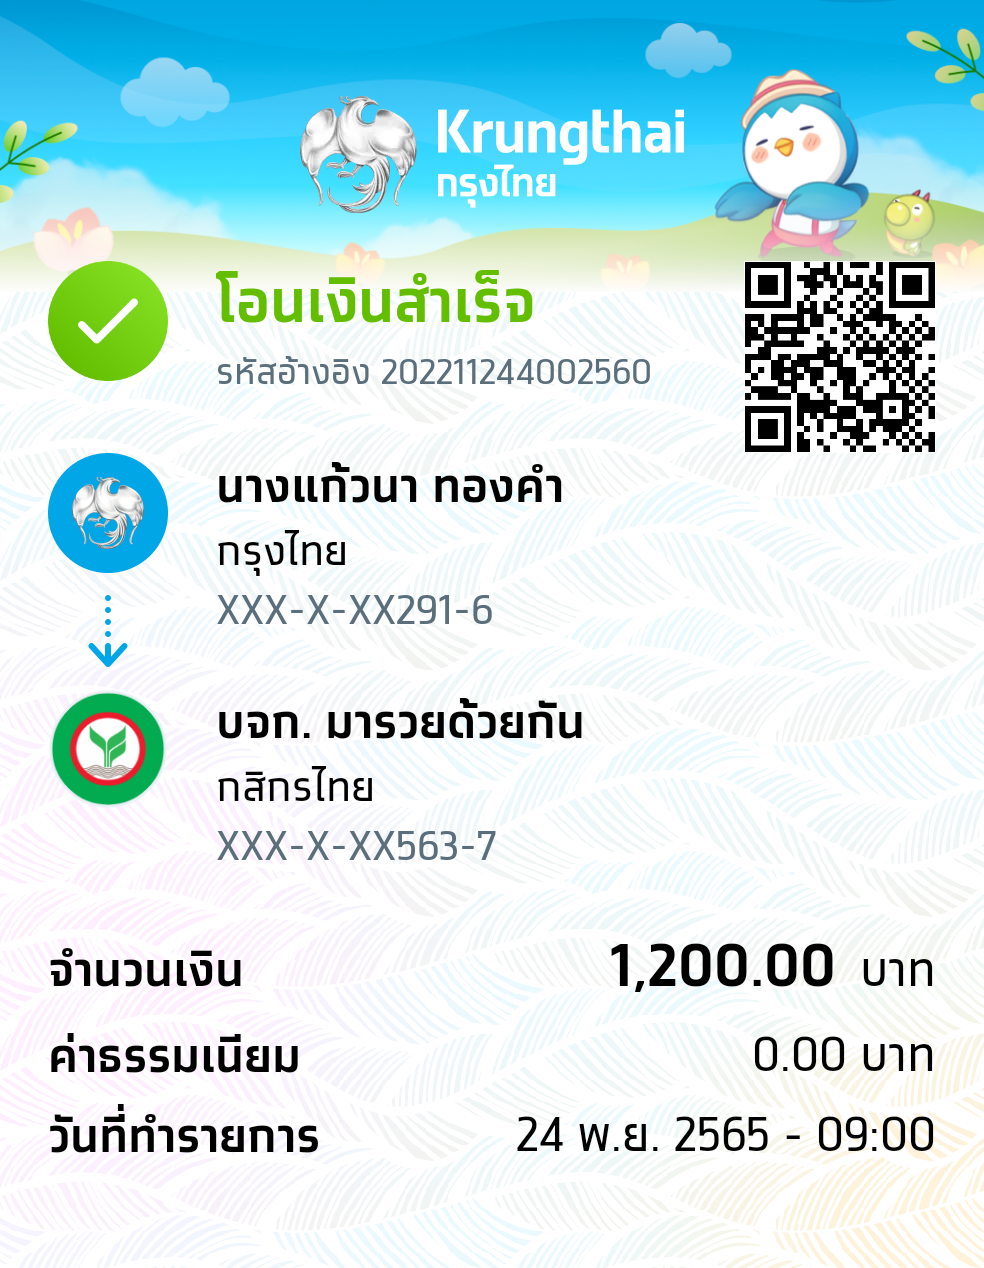 Krungthai
กรุงไทย
โอนเงินสำเร็จ
รหัสอ้างอิง 202211244002560
นางแก้วนา ทองคำ
กรุงไทย
XXX-X-XX291-6
บจก. มารวยด้วยกัน
กสิกรไทย
XXX-X-XX563-7
จำนวนเงิน 1,200.00 บาท
ค่าธรรมเนียม 0.00 บาท
วันที่ทำรายการ 24 พ.ย. 2565 - 09:00